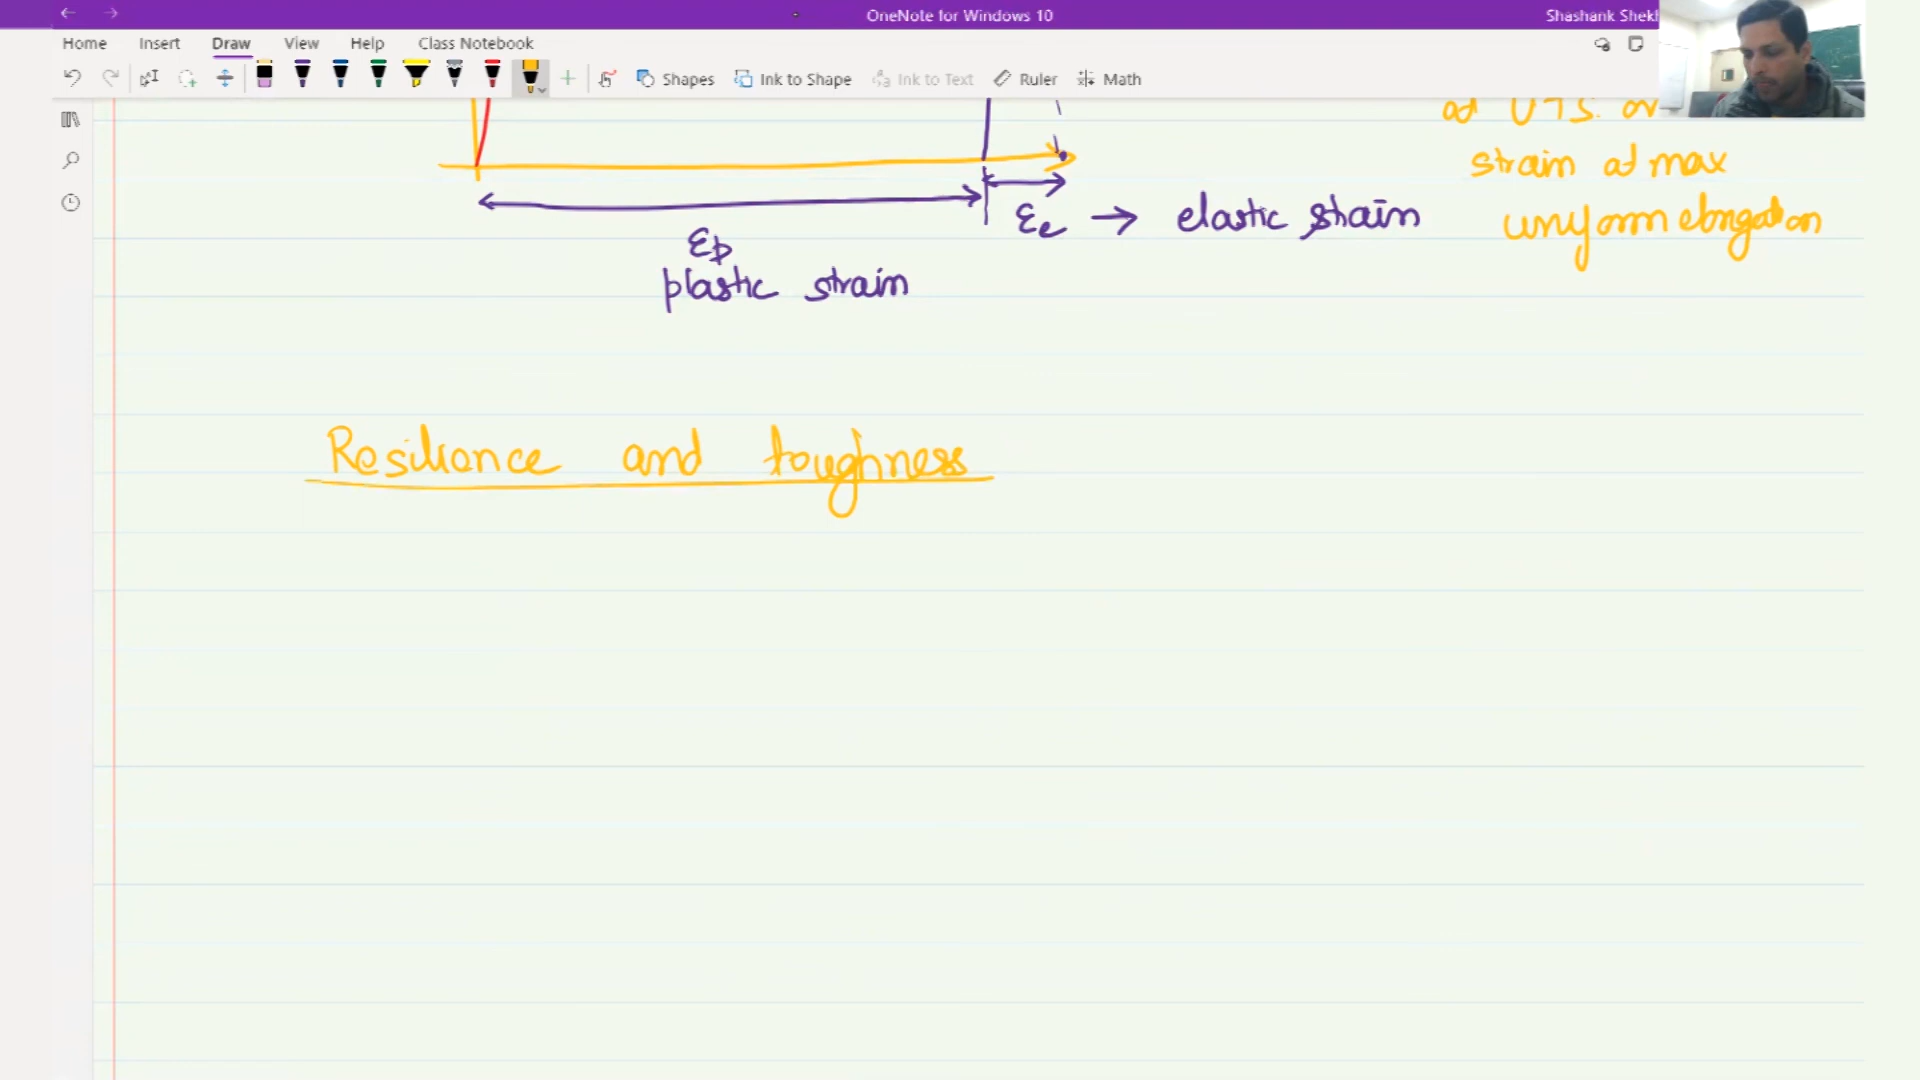 OneNote for Windows 10
Shashank Shekh
Home Insert Draw View Help Class Notebook
Shapes Ink to Shape Ink to Text Ruler Math
at UTS. or
strain at max
uniform elongation
εe → elastic strain
εp
plastic strain
Resilience and toughness